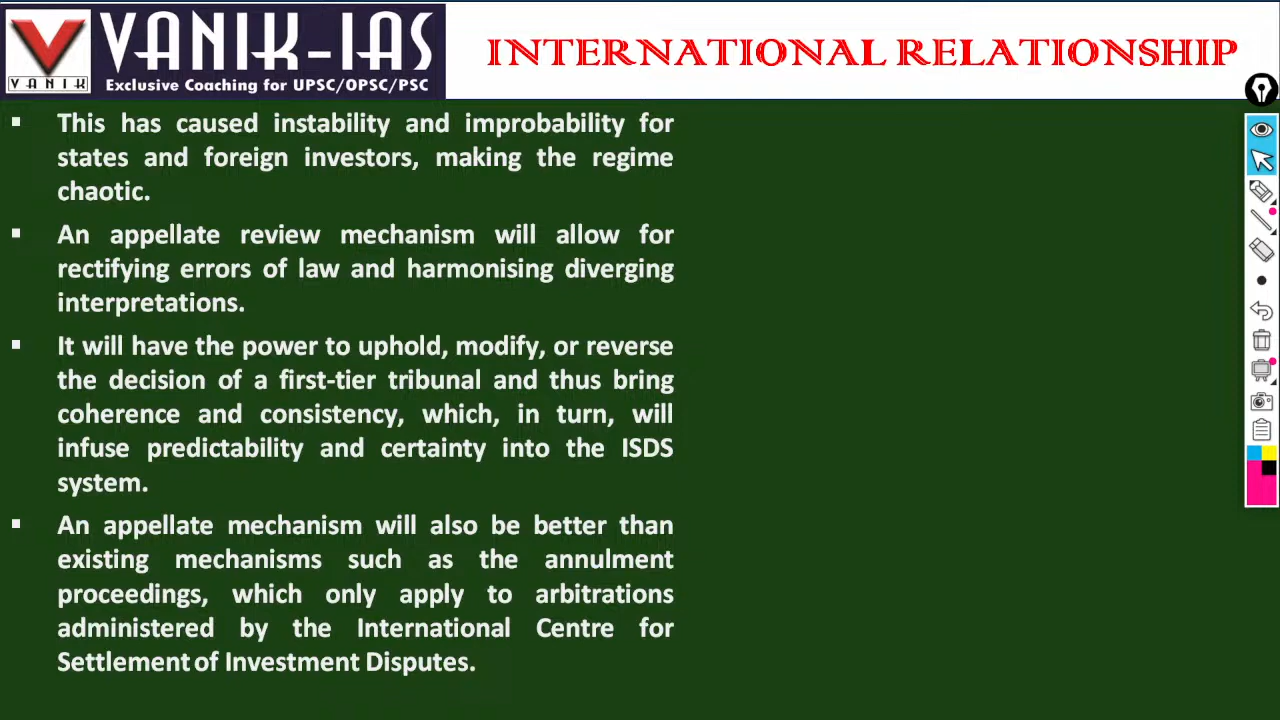 VANIK
VANIK-IAS
Exclusive Coaching for UPSC/OPSC/PSC
INTERNATIONAL RELATIONSHIP
▪ This has caused instability and improbability for
states and foreign investors, making the regime
chaotic.
▪ An appellate review mechanism will allow for
rectifying errors of law and harmonising diverging
interpretations.
▪ It will have the power to uphold, modify, or reverse
the decision of a first-tier tribunal and thus bring
coherence and consistency, which, in turn, will
infuse predictability and certainty into the ISDS
system.
▪ An appellate mechanism will also be better than
existing mechanisms such as the annulment
proceedings, which only apply to arbitrations
administered by the International Centre for
Settlement of Investment Disputes.